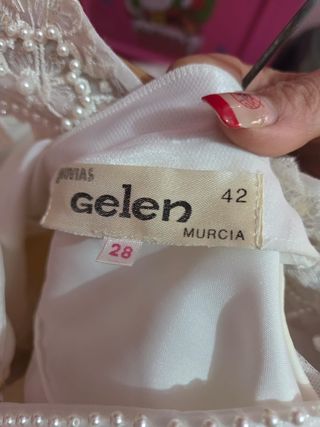 NOVIAS
Gelen
42
MURCIA
28